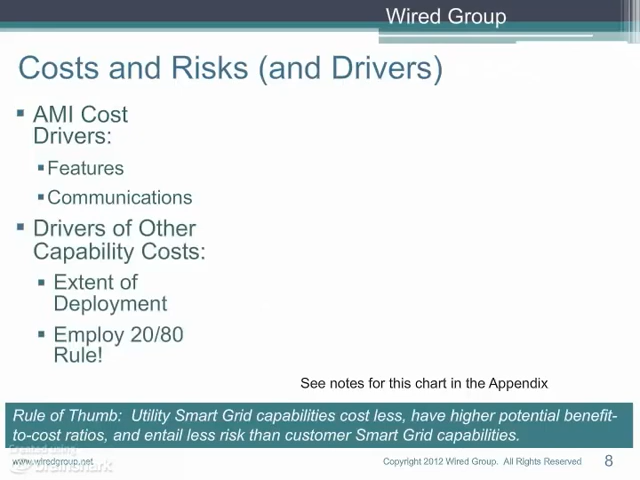 Wired Group
Costs and Risks (and Drivers)
▪ AMI Cost
Drivers:
▪ Features
▪ Communications
▪ Drivers of Other
Capability Costs:
▪ Extent of
Deployment
▪ Employ 20/80
Rule!
See notes for this chart in the Appendix
Rule of Thumb: Utility Smart Grid capabilities cost less, have higher potential benefit-
to-cost ratios, and entail less risk than customer Smart Grid capabilities.
Created using
www.wiredgroup.net
brainshark
Copyright 2012 Wired Group. All Rights Reserved
8